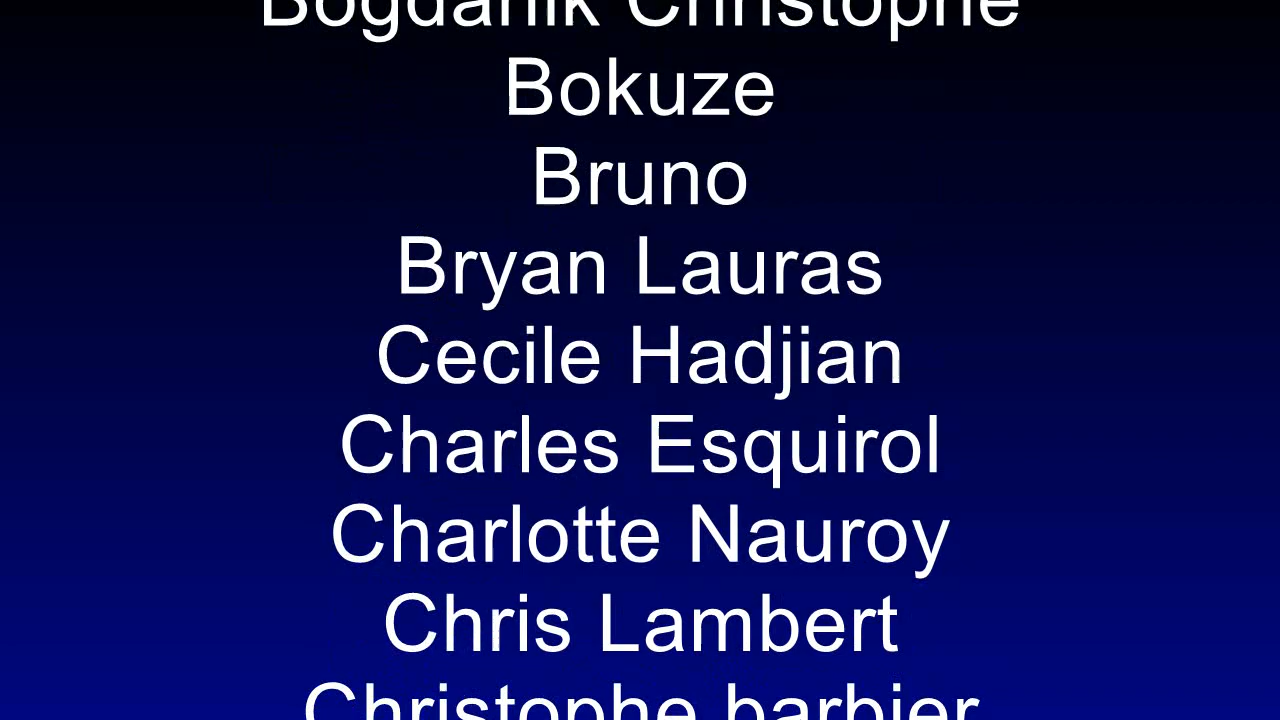 Bogdanik Christophe
Bokuze
Bruno
Bryan Lauras
Cecile Hadjian
Charles Esquirol
Charlotte Nauroy
Chris Lambert
Christophe barbier